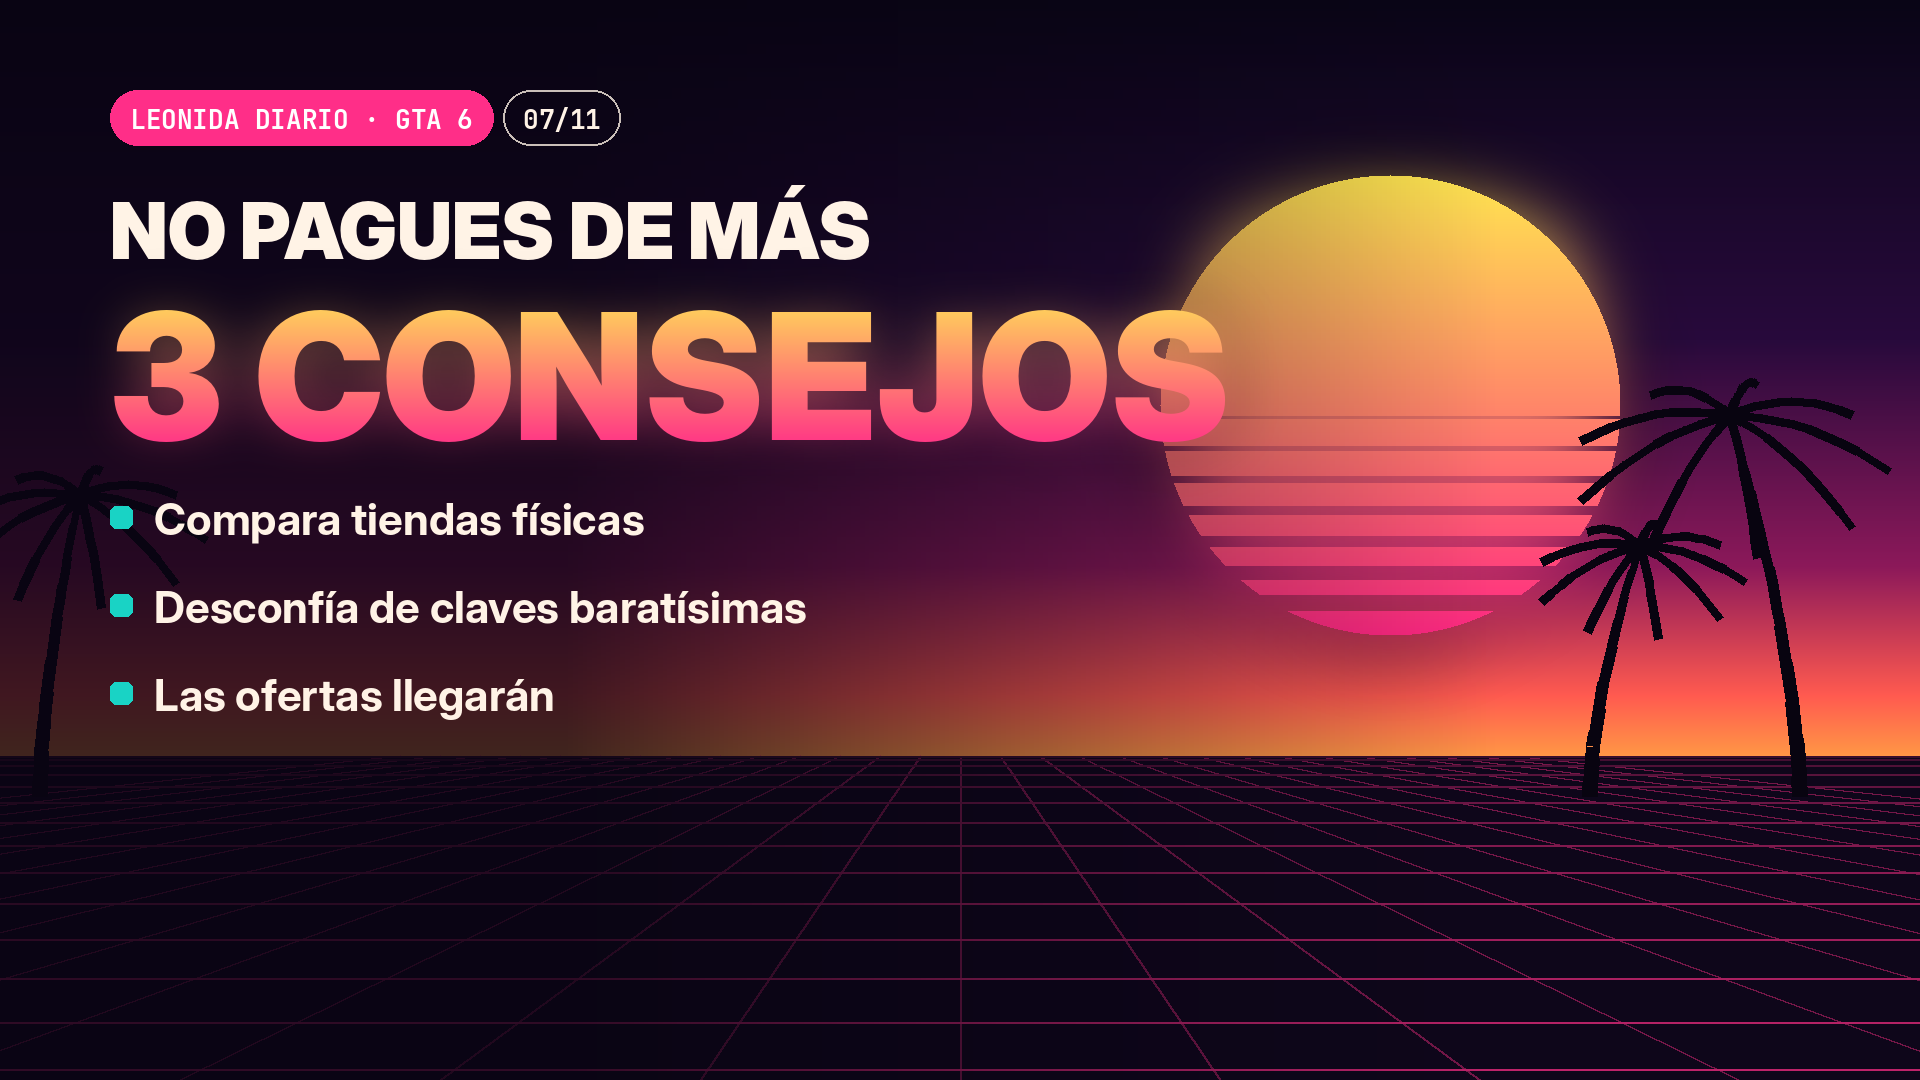 LEONIDA DIARIO · GTA 6
07/11
NO PAGUES DE MÁS
3 CONSEJOS
Compara tiendas físicas
Desconfía de claves baratísimas
Las ofertas llegarán